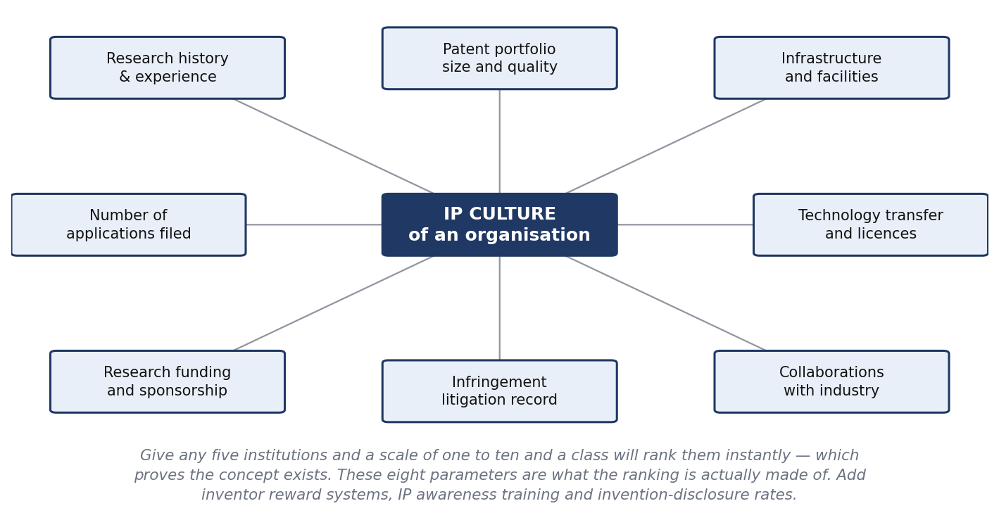 Research history
& experience
Patent portfolio
size and quality
Infrastructure
and facilities
Number of
applications filed
IP CULTURE
of an organisation
Technology transfer
and licences
Research funding
and sponsorship
Infringement
litigation record
Collaborations
with industry
Give any five institutions and a scale of one to ten and a class will rank them instantly — which
proves the concept exists. These eight parameters are what the ranking is actually made of. Add
inventor reward systems, IP awareness training and invention-disclosure rates.